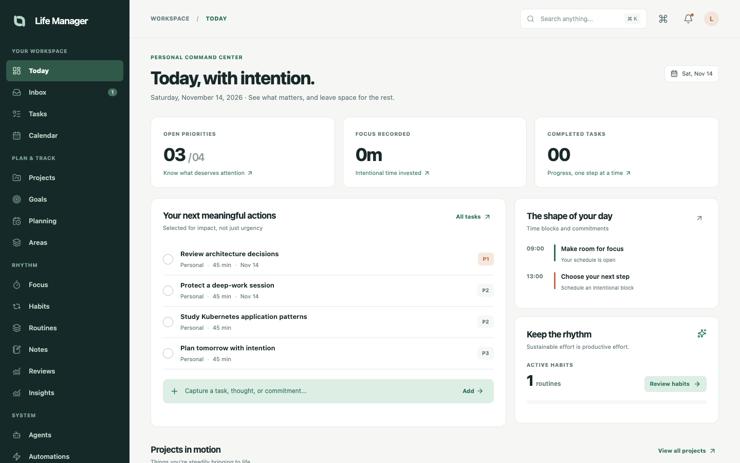 Life Manager
YOUR WORKSPACE
Today
Inbox 1
Tasks
Calendar
PLAN & TRACK
Projects
Goals
Planning
Areas
RHYTHM
Focus
Habits
Routines
Notes
Reviews
Insights
SYSTEM
Agents
Automations
WORKSPACE / TODAY
Search anything... ⌘ K
L
PERSONAL COMMAND CENTER
Today, with intention.
Saturday, November 14, 2026 · See what matters, and leave space for the rest.
Sat, Nov 14
OPEN PRIORITIES
03 /04
Know what deserves attention ↗
FOCUS RECORDED
0m
Intentional time invested ↗
COMPLETED TASKS
00
Progress, one step at a time ↗
Your next meaningful actions
Selected for impact, not just urgency
All tasks ↗
Review architecture decisions
Personal · 45 min · Nov 14
P1
Protect a deep-work session
Personal · 45 min · Nov 14
P2
Study Kubernetes application patterns
Personal · 45 min
P2
Plan tomorrow with intention
Personal · 45 min
P3
+ Capture a task, thought, or commitment... Add →
The shape of your day
Time blocks and commitments
09:00 Make room for focus
Your schedule is open
13:00 Choose your next step
Schedule an intentional block
Keep the rhythm
Sustainable effort is productive effort.
ACTIVE HABITS
1 routines
Review habits →
Projects in motion
Things you're steadily bringing to life
View all projects ↗